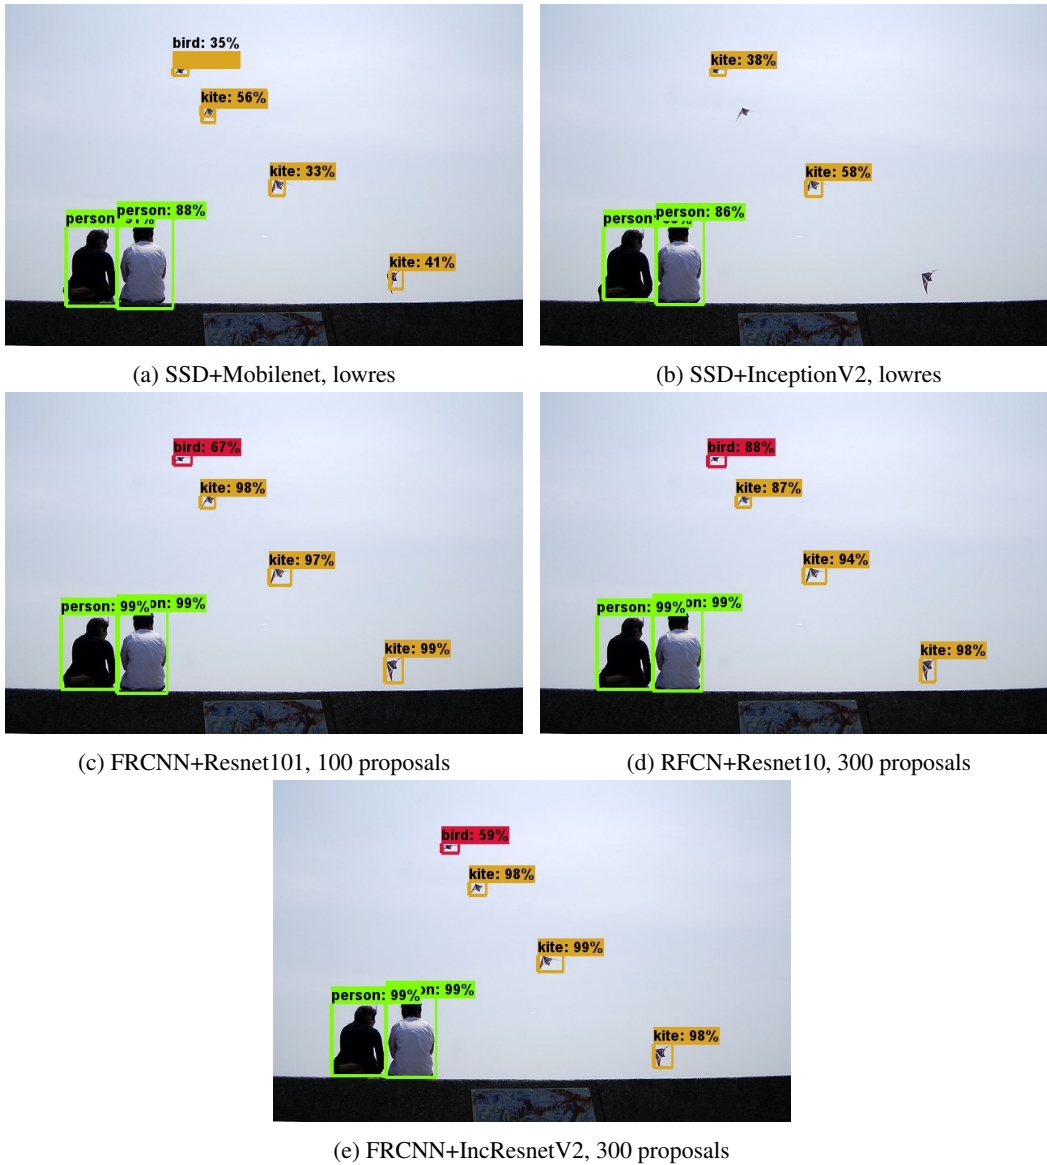 bird: 35%
kite: 56%
kite: 33%
person: 88%
person
kite: 41%
kite: 38%
kite: 58%
person: 86%
person
(a) SSD+Mobilenet, lowres
(b) SSD+InceptionV2, lowres
bird: 67%
kite: 98%
kite: 97%
person: 99%
99%
kite: 99%
bird: 88%
kite: 87%
kite: 94%
person: 99%
99%
kite: 98%
(c) FRCNN+Resnet101, 100 proposals
(d) RFCN+Resnet10, 300 proposals
bird: 59%
kite: 98%
kite: 99%
person: 99%
99%
kite: 98%
(e) FRCNN+IncResnetV2, 300 proposals